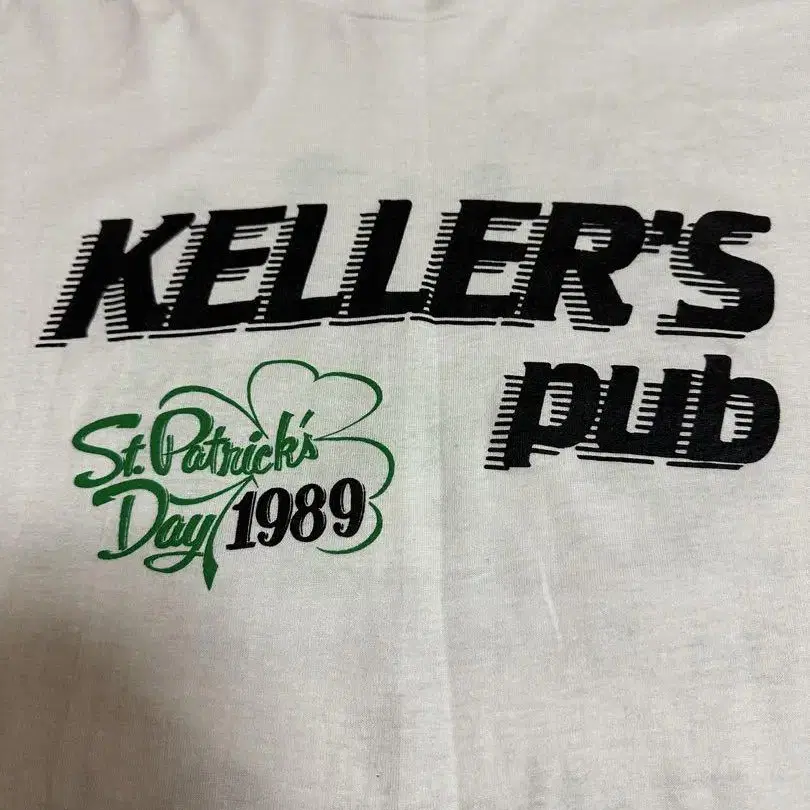 KELLER'S
pub
St. Patrick's
Day 1989